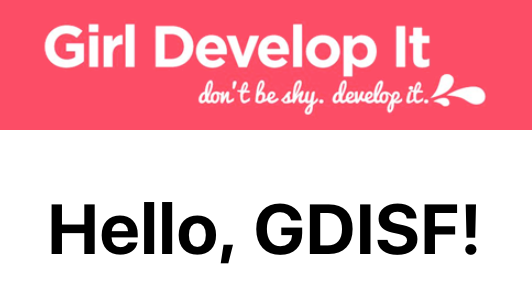 Girl Develop It
don't be shy. develop it.
Hello, GDISF!